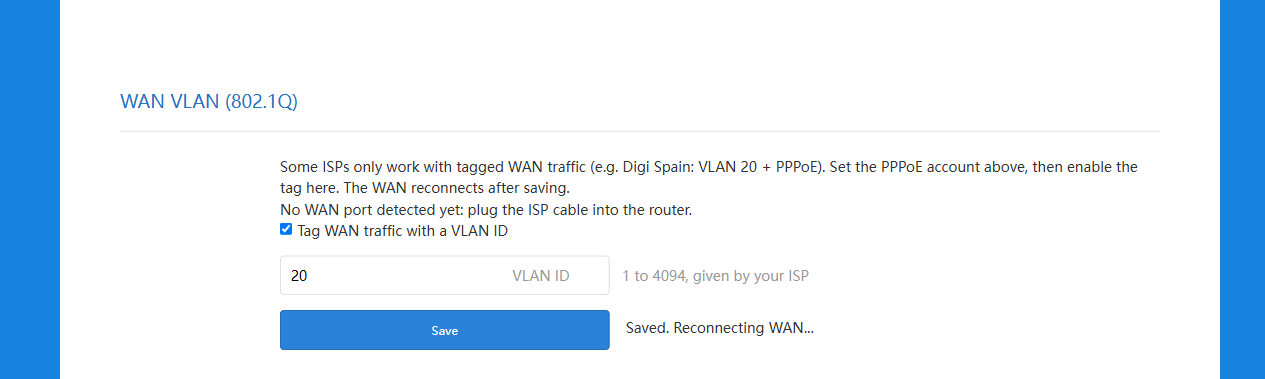 WAN VLAN (802.1Q)
Some ISPs only work with tagged WAN traffic (e.g. Digi Spain: VLAN 20 + PPPoE). Set the PPPoE account above, then enable the
tag here. The WAN reconnects after saving.
No WAN port detected yet: plug the ISP cable into the router.
Tag WAN traffic with a VLAN ID
20 VLAN ID 1 to 4094, given by your ISP
Save Saved. Reconnecting WAN...